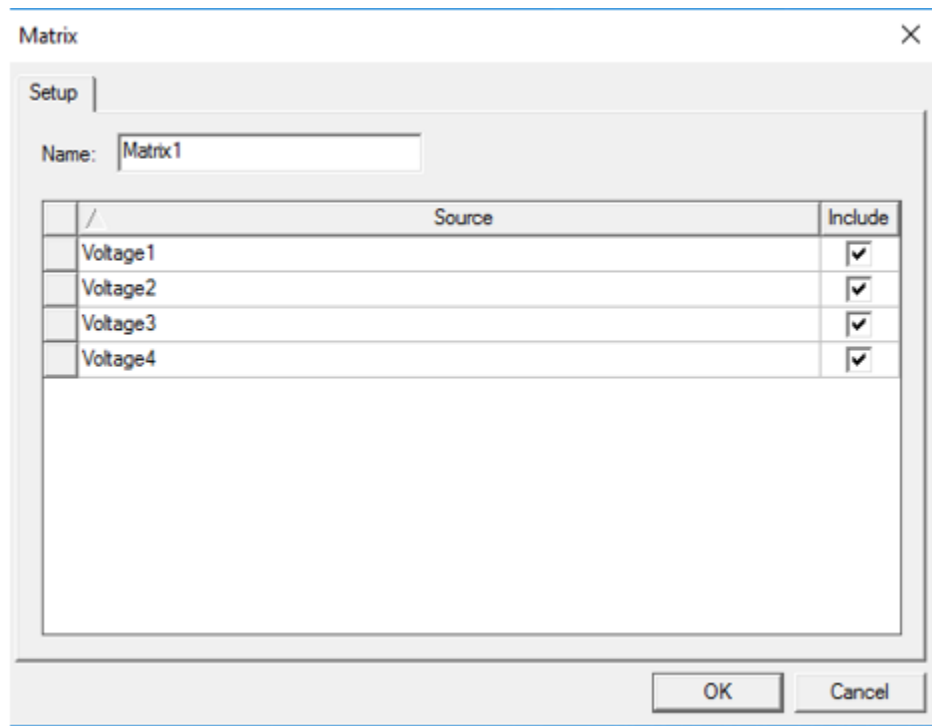 Matrix
Setup
Name: Matrix1
Source Include
Voltage1
Voltage2
Voltage3
Voltage4
OK Cancel